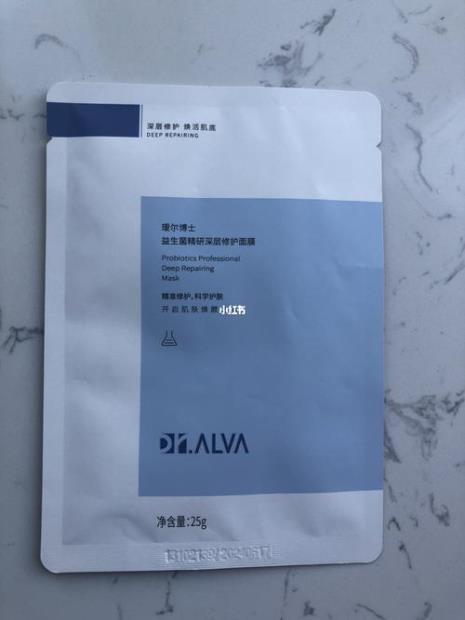 深层修护 焕活肌底
DEEP REPAIRING
瑷尔博士
益生菌精研深层修护面膜
Probiotics Professional
Deep Repairing
Mask
精准修护,科学护肤
开启肌肤焕
小红书
Dr.ALVA
净含量:25g